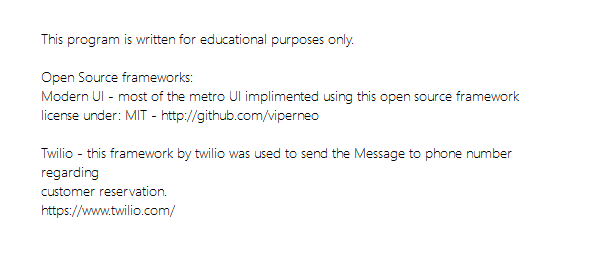 This program is written for educational purposes only.
Open Source frameworks:
Modern UI - most of the metro UI implimented using this open source framework
license under: MIT - http://github.com/viperneo
Twilio - this framework by twilio was used to send the Message to phone number
regarding
customer reservation.
https://www.twilio.com/